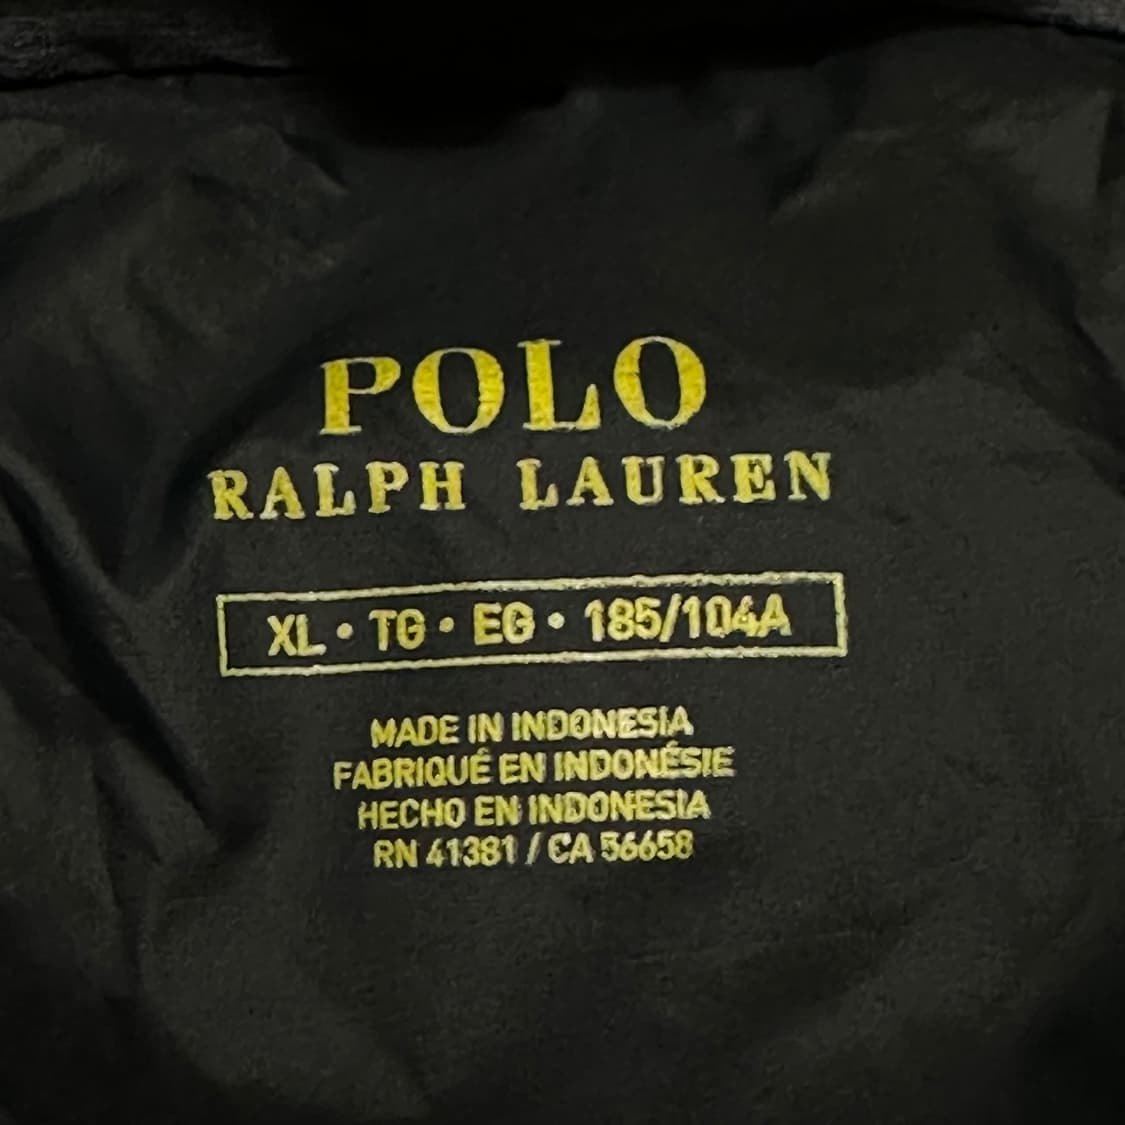 POLO
RALPH LAUREN
XL • TG • EG • 185/104A
MADE IN INDONESIA
FABRIQUÉ EN INDONÉSIE
HECHO EN INDONESIA
RN 41381 / CA 56658